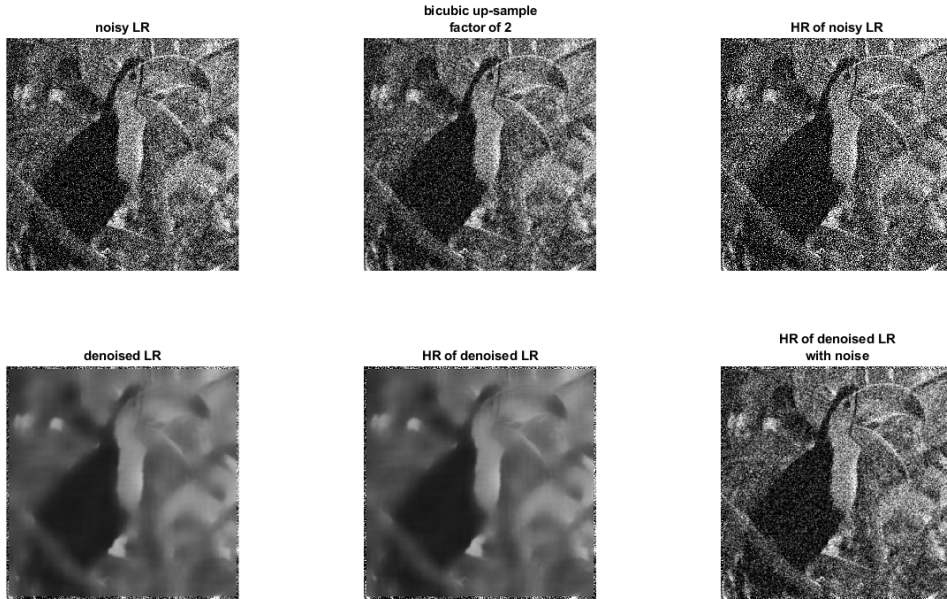 noisy LR
bicubic up-sample
factor of 2
HR of noisy LR
denoised LR
HR of denoised LR
HR of denoised LR
with noise